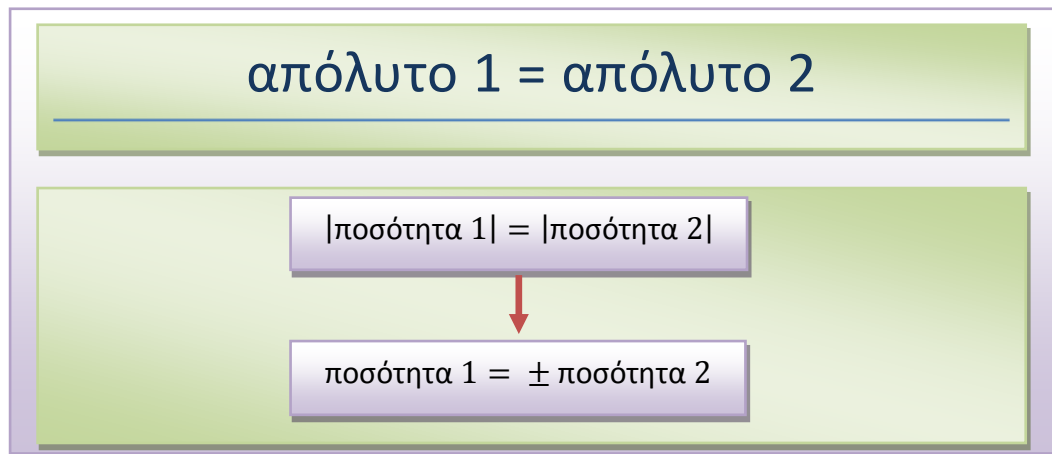 απόλυτο 1 = απόλυτο 2
|ποσότητα 1| = |ποσότητα 2|
ποσότητα 1 = ± ποσότητα 2